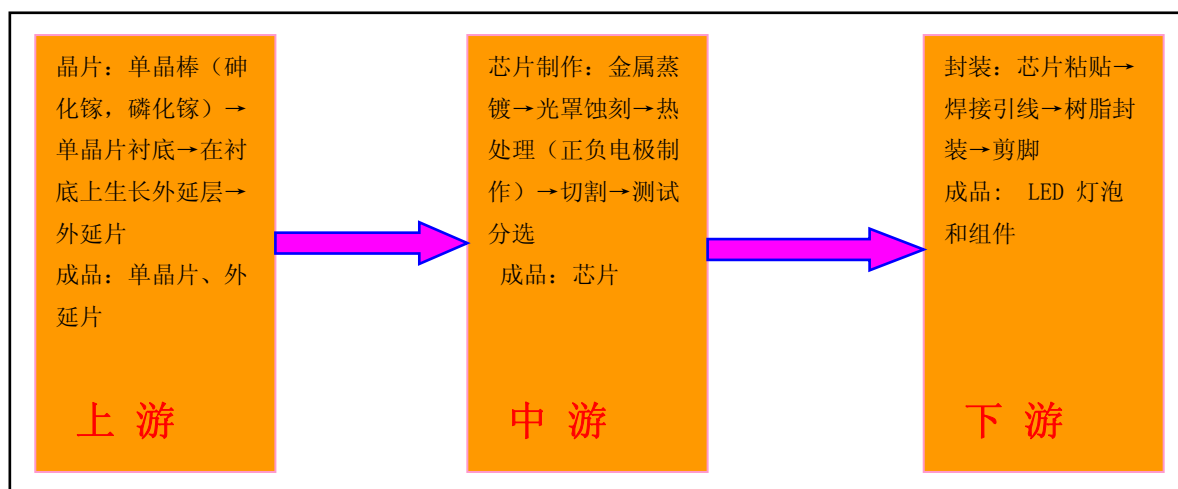 晶片：单晶棒（砷
化镓，磷化镓）→
单晶片衬底→在衬
底上生长外延层→
外延片
成品：单晶片、外
延片
上 游
芯片制作：金属蒸
镀→光罩蚀刻→热
处理（正负电极制
作）→切割→测试
分选
成品：芯片
中 游
封装：芯片粘贴→
焊接引线→树脂封
装→剪脚
成品： LED 灯泡
和组件
下 游